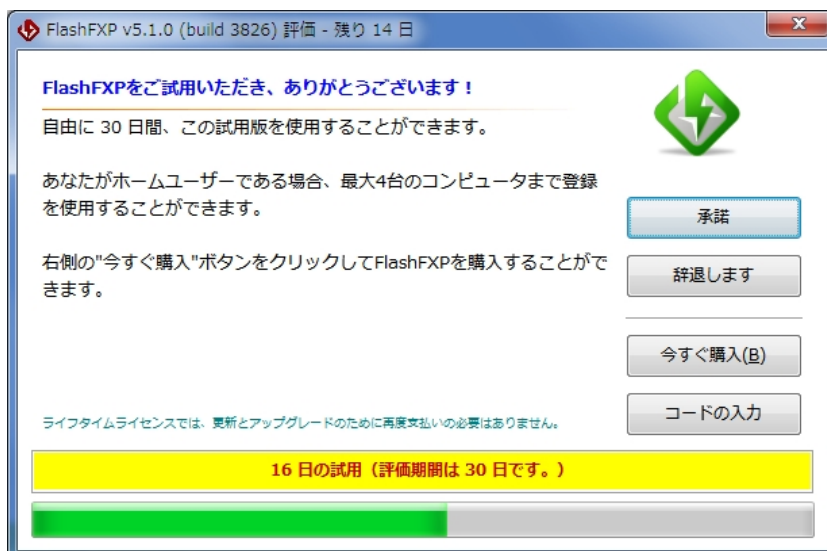 FlashFXP v5.1.0 (build 3826) 評価 - 残り 14 日
FlashFXPをご試用いただき、ありがとうございます！
自由に 30 日間、この試用版を使用することができます。
あなたがホームユーザーである場合、最大4台のコンピュータまで登録
を使用することができます。
右側の"今すぐ購入"ボタンをクリックしてFlashFXPを購入することがで
きます。
承諾
辞退します
今すぐ購入(B)
コードの入力
ライフタイムライセンスでは、更新とアップグレードのために再度支払いの必要はありません。
16 日の試用（評価期間は 30 日です。）